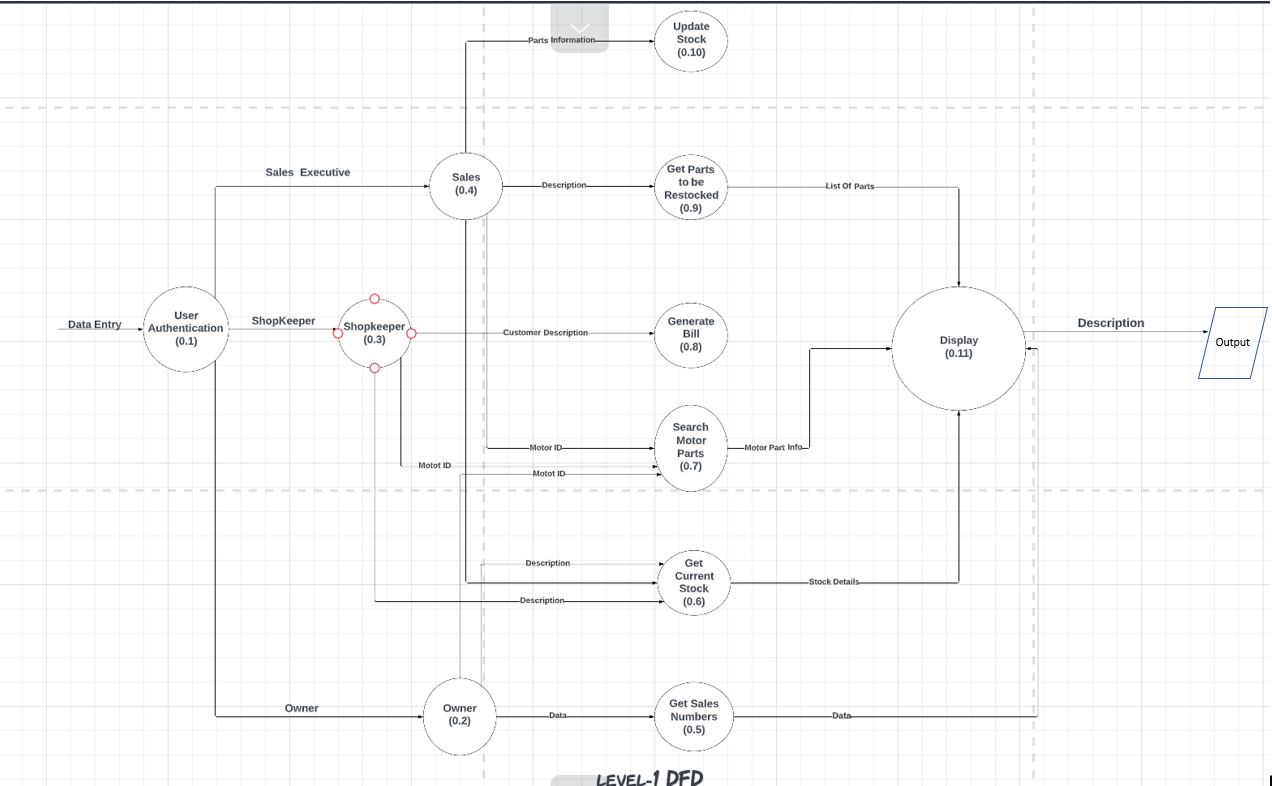 Parts Information
Update
Stock
(0.10)
Sales Executive
Sales
(0.4)
Description
Get Parts
to be
Restocked
(0.9)
List Of Parts
Data Entry
User
Authentication
(0.1)
ShopKeeper
Shopkeeper
(0.3)
Customer Description
Generate
Bill
(0.8)
Display
(0.11)
Description
Output
Motor ID
Motot ID
Motot ID
Search
Motor
Parts
(0.7)
Motor Part Info
Description
Description
Get
Current
Stock
(0.6)
Stock Details
Owner
Owner
(0.2)
Data
Get Sales
Numbers
(0.5)
Data
LEVEL-1 DFD